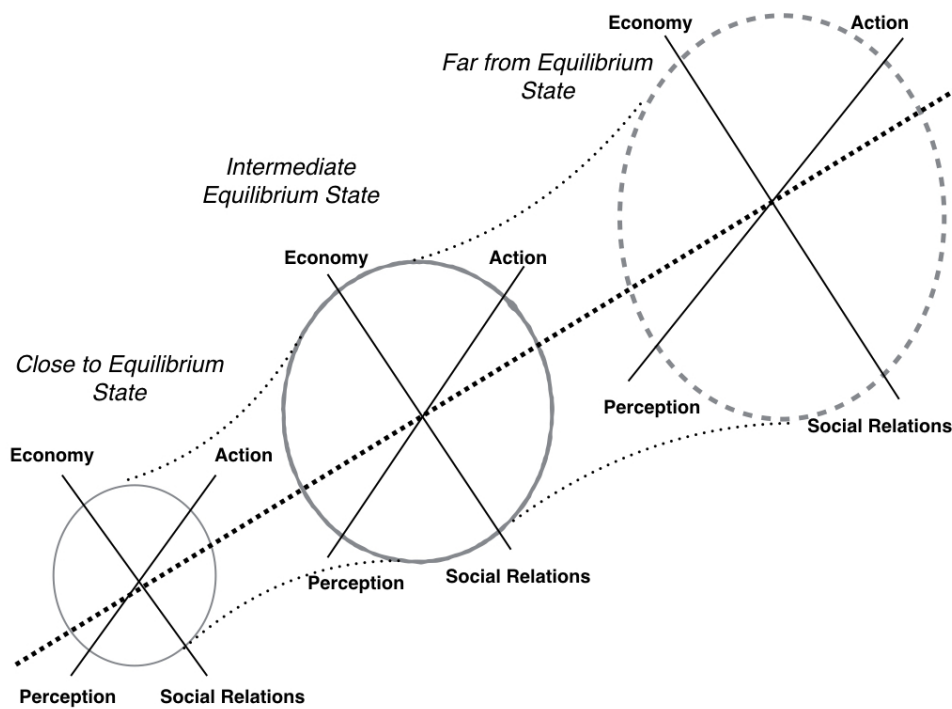 Economy
Action
Far from Equilibrium
State
Intermediate
Equilibrium State
Economy
Action
Close to Equilibrium
State
Perception
Social Relations
Economy
Action
Perception
Social Relations
Perception
Social Relations